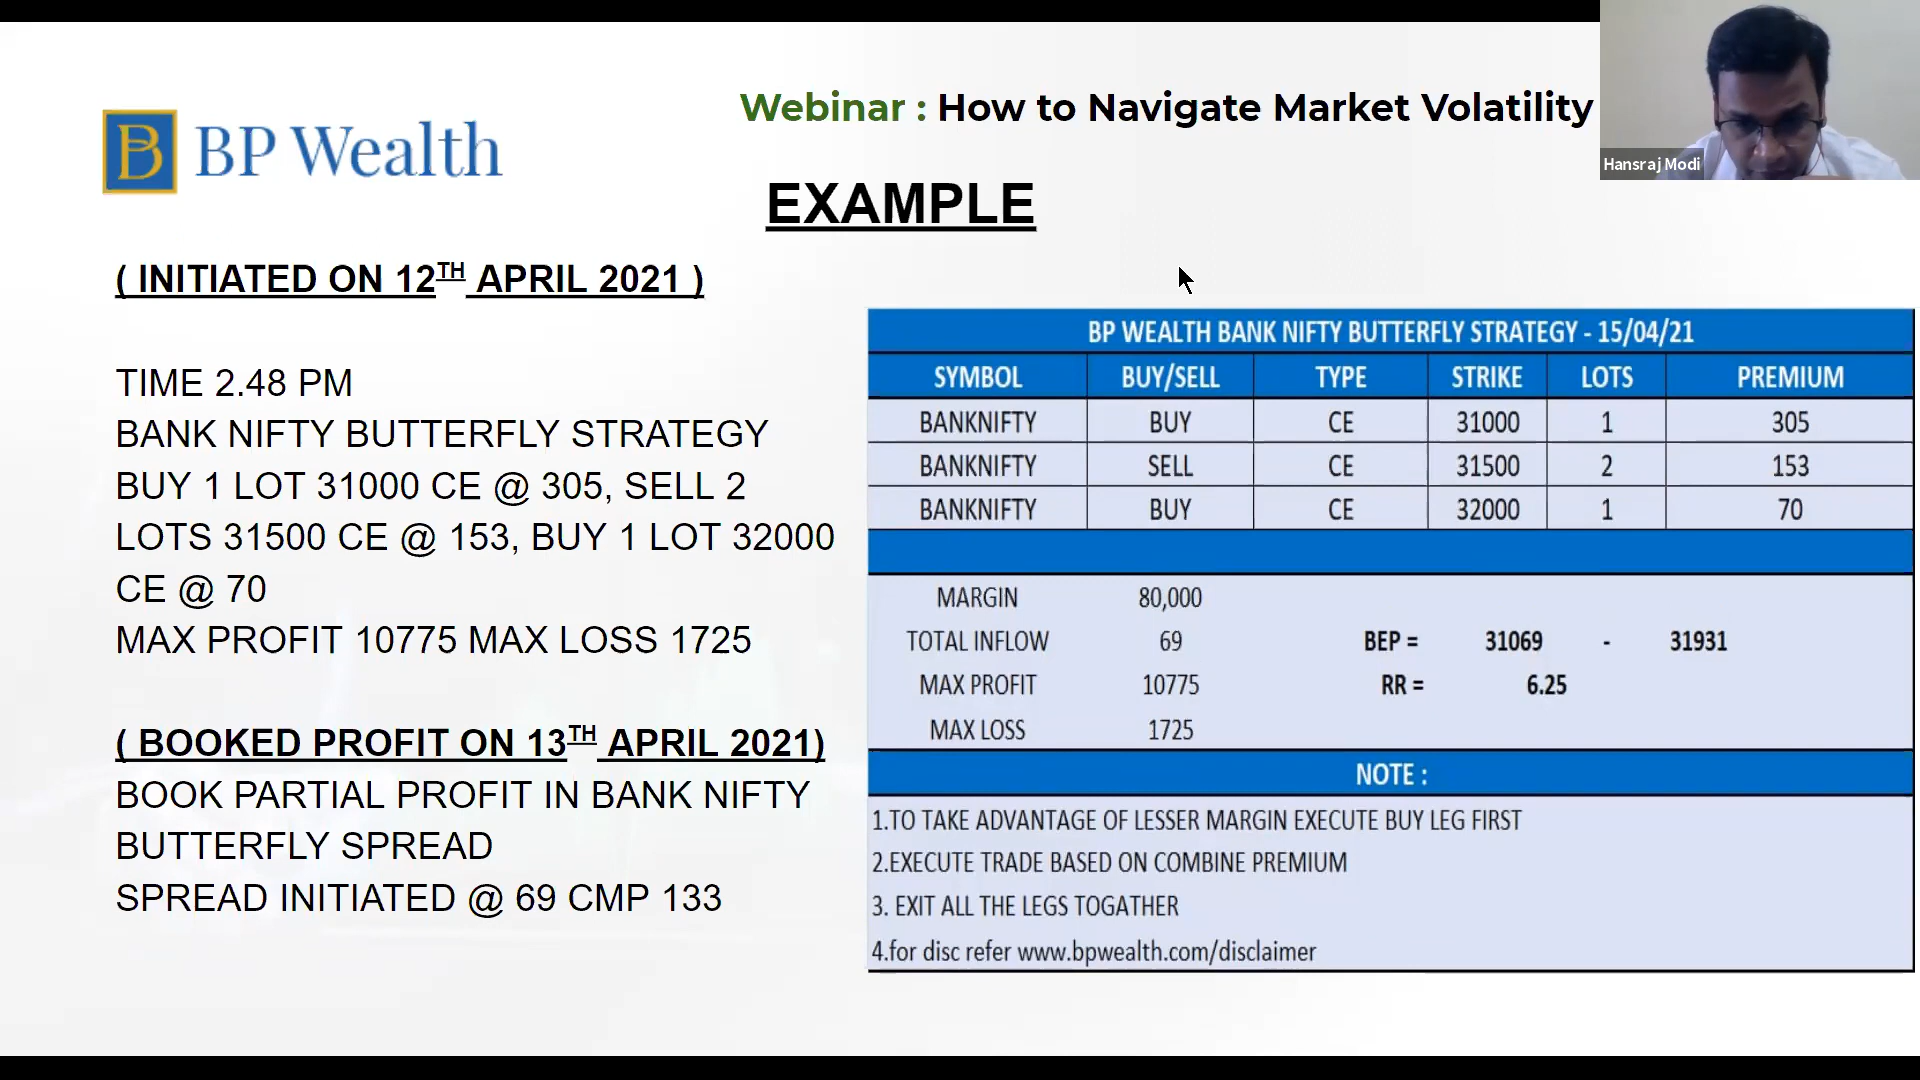 Webinar : How to Navigate Market Volatility
Hansraj Modi
B BP Wealth
EXAMPLE
( INITIATED ON 12TH APRIL 2021 )
TIME 2.48 PM
BANK NIFTY BUTTERFLY STRATEGY
BUY 1 LOT 31000 CE @ 305, SELL 2
LOTS 31500 CE @ 153, BUY 1 LOT 32000
CE @ 70
MAX PROFIT 10775 MAX LOSS 1725
( BOOKED PROFIT ON 13TH APRIL 2021)
BOOK PARTIAL PROFIT IN BANK NIFTY
BUTTERFLY SPREAD
SPREAD INITIATED @ 69 CMP 133
BP WEALTH BANK NIFTY BUTTERFLY STRATEGY - 15/04/21
SYMBOL BUY/SELL TYPE STRIKE LOTS PREMIUM
BANKNIFTY BUY CE 31000 1 305
BANKNIFTY SELL CE 31500 2 153
BANKNIFTY BUY CE 32000 1 70
MARGIN 80,000
TOTAL INFLOW 69 BEP = 31069 - 31931
MAX PROFIT 10775 RR = 6.25
MAX LOSS 1725
NOTE :
1.TO TAKE ADVANTAGE OF LESSER MARGIN EXECUTE BUY LEG FIRST
2.EXECUTE TRADE BASED ON COMBINE PREMIUM
3. EXIT ALL THE LEGS TOGATHER
4.for disc refer www.bpwealth.com/disclaimer